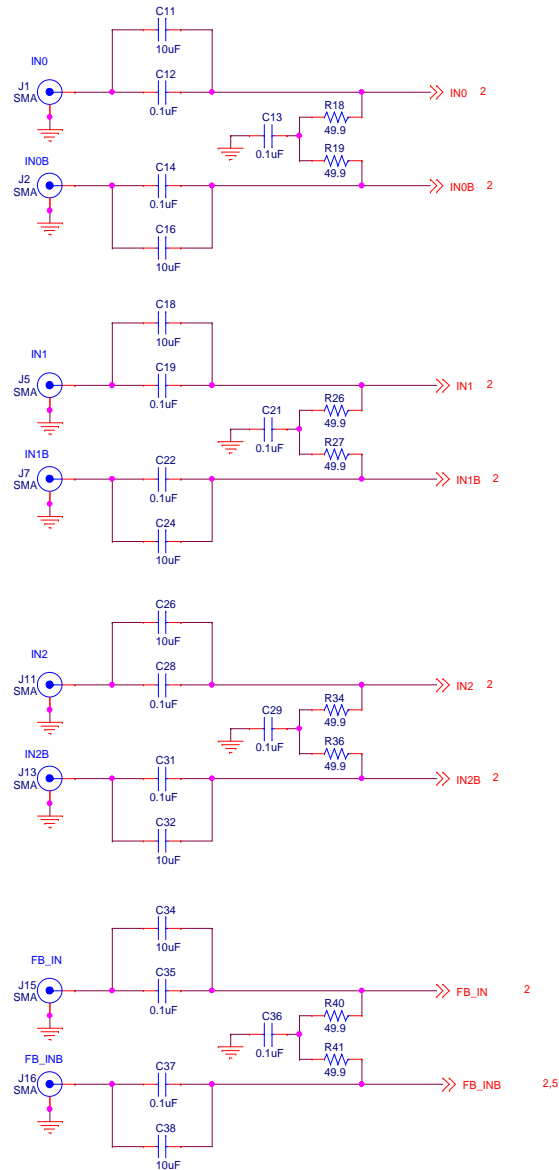 C11
10uF
IN0
J1
SMA
C12
0.1uF
IN0 2
C13
0.1uF
R18
49.9
R19
49.9
IN0B
J2
SMA
C14
0.1uF
IN0B 2
C16
10uF
C18
10uF
IN1
J5
SMA
C19
0.1uF
IN1 2
C21
0.1uF
R26
49.9
R27
49.9
IN1B
J7
SMA
C22
0.1uF
IN1B 2
C24
10uF
C26
10uF
IN2
J11
SMA
C28
0.1uF
IN2 2
C29
0.1uF
R34
49.9
R36
49.9
IN2B
J13
SMA
C31
0.1uF
IN2B 2
C32
10uF
C34
10uF
FB_IN
J15
SMA
C35
0.1uF
FB_IN 2
C36
0.1uF
R40
49.9
R41
49.9
FB_INB
J16
SMA
C37
0.1uF
FB_INB 2,5
C38
10uF